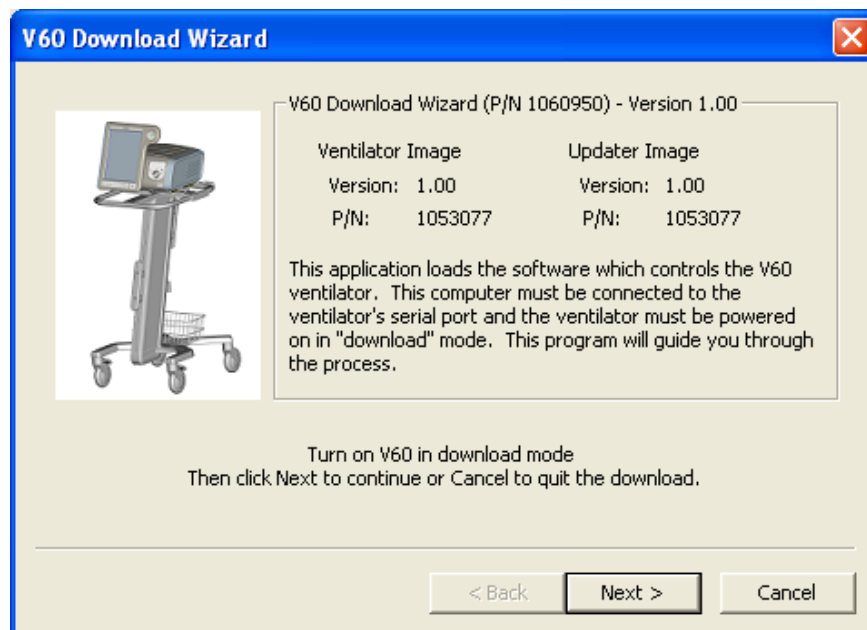 V60 Download Wizard
V60 Download Wizard (P/N 1060950) - Version 1.00
Ventilator Image
Version: 1.00
P/N: 1053077
Updater Image
Version: 1.00
P/N: 1053077
This application loads the software which controls the V60
ventilator. This computer must be connected to the
ventilator's serial port and the ventilator must be powered
on in "download" mode. This program will guide you through
the process.
Turn on V60 in download mode
Then click Next to continue or Cancel to quit the download.
< Back
Next >
Cancel